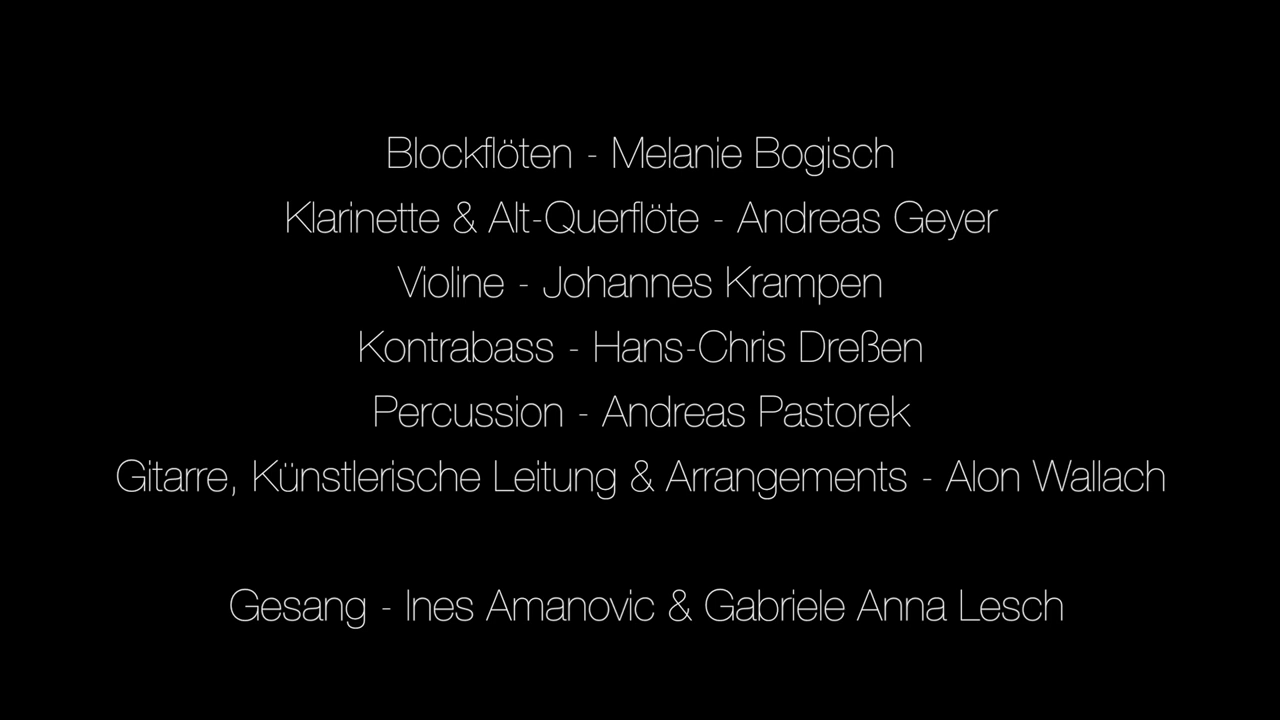 Blockflöten - Melanie Bogisch
Klarinette & Alt-Querflöte - Andreas Geyer
Violine - Johannes Krampen
Kontrabass - Hans-Chris Dreßen
Percussion - Andreas Pastorek
Gitarre, Künstlerische Leitung & Arrangements - Alon Wallach
Gesang - Ines Amanovic & Gabriele Anna Lesch